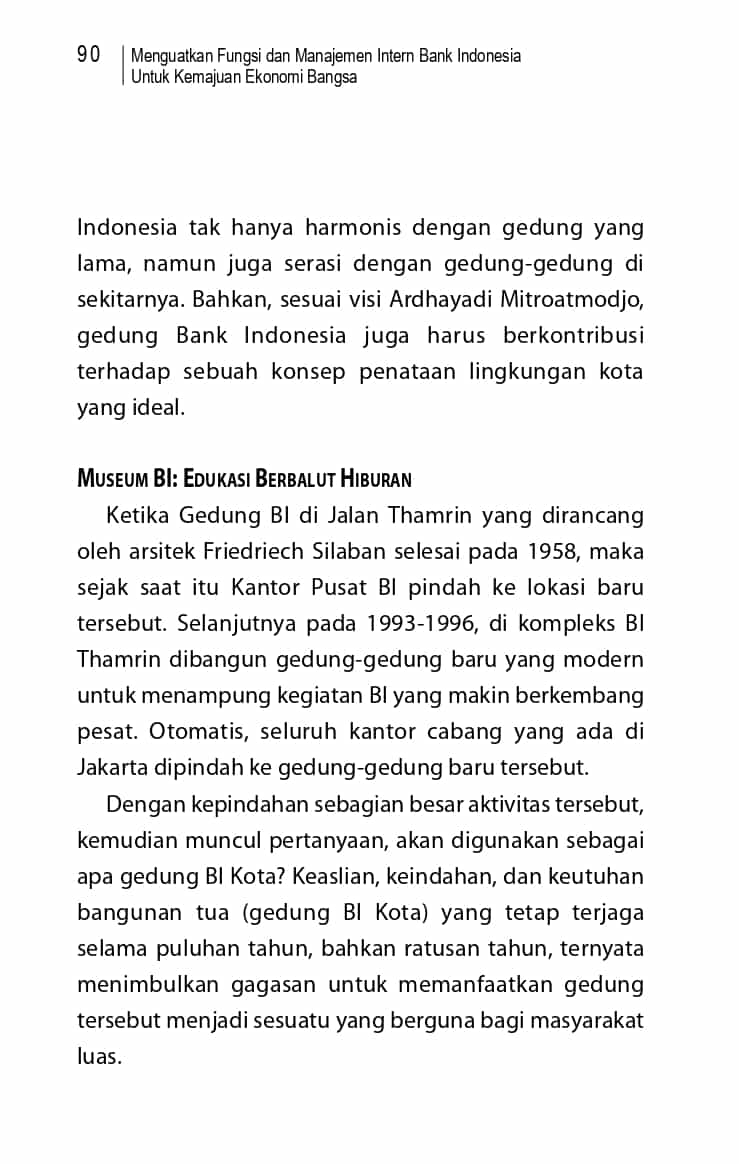 90
Menguatkan Fungsi dan Manajemen Intern Bank Indonesia
Untuk Kemajuan Ekonomi Bangsa
Indonesia tak hanya harmonis dengan gedung yang
lama, namun juga serasi dengan gedung-gedung di
sekitarnya. Bahkan, sesuai visi Ardhayadi Mitroatmodjo,
gedung Bank Indonesia juga harus berkontribusi
terhadap sebuah konsep penataan lingkungan kota
yang ideal.
MUSEUM BI: EDUKASI BERBALUT HIBURAN
Ketika Gedung BI di Jalan Thamrin yang dirancang
oleh arsitek Friedriech Silaban selesai pada 1958, maka
sejak saat itu Kantor Pusat BI pindah ke lokasi baru
tersebut. Selanjutnya pada 1993-1996, di kompleks BI
Thamrin dibangun gedung-gedung baru yang modern
untuk menampung kegiatan BI yang makin berkembang
pesat. Otomatis, seluruh kantor cabang yang ada di
Jakarta dipindah ke gedung-gedung baru tersebut.
Dengan kepindahan sebagian besar aktivitas tersebut,
kemudian muncul pertanyaan, akan digunakan sebagai
apa gedung BI Kota? Keaslian, keindahan, dan keutuhan
bangunan tua (gedung BI Kota) yang tetap terjaga
selama puluhan tahun, bahkan ratusan tahun, ternyata
menimbulkan gagasan untuk memanfaatkan gedung
tersebut menjadi sesuatu yang berguna bagi masyarakat
luas.